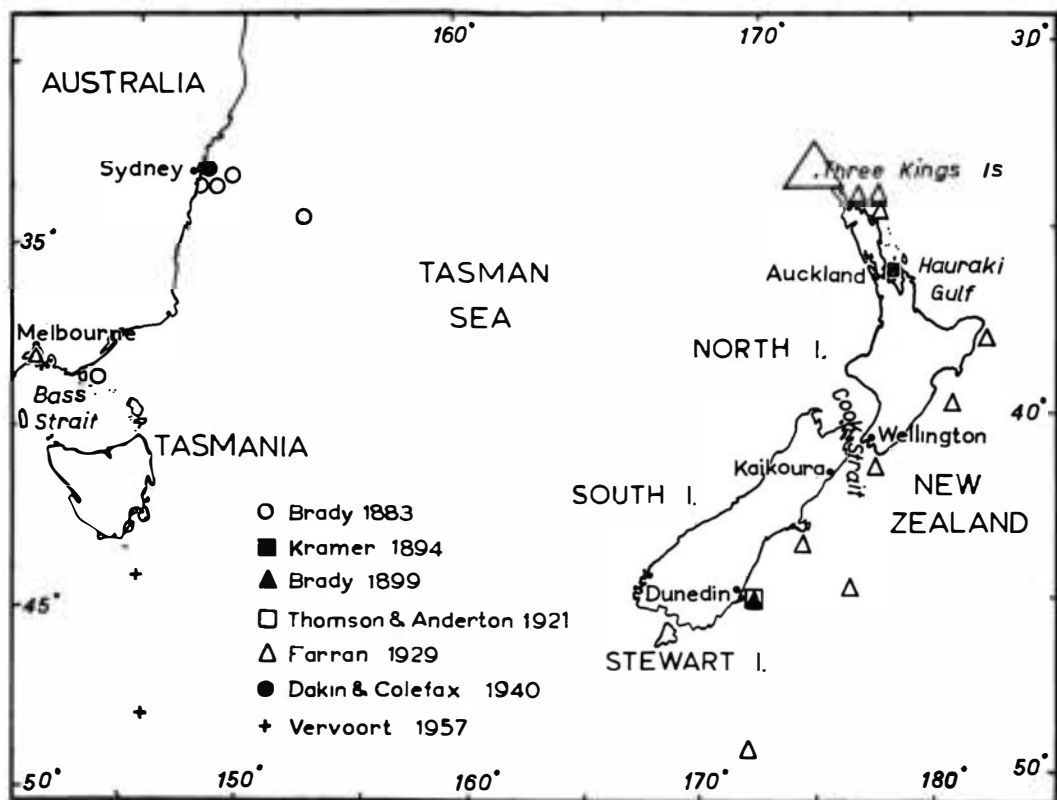 160°
170°
30°
AUSTRALIA
Sydney
Three Kings Is
35°
TASMAN
SEA
Auckland
Hauraki
Gulf
Melbourne
NORTH I.
Bass
Strait
40°
Cook Strait
TASMANIA
Wellington
Kaikoura
SOUTH I.
NEW
ZEALAND
Brady 1883
Kramer 1894
Brady 1899
Dunedin
45°
Thomson & Anderton 1921
Farran 1929
STEWART I.
Dakin & Colefax 1940
Vervoort 1957
50°
150°
160°
170°
180°
50°